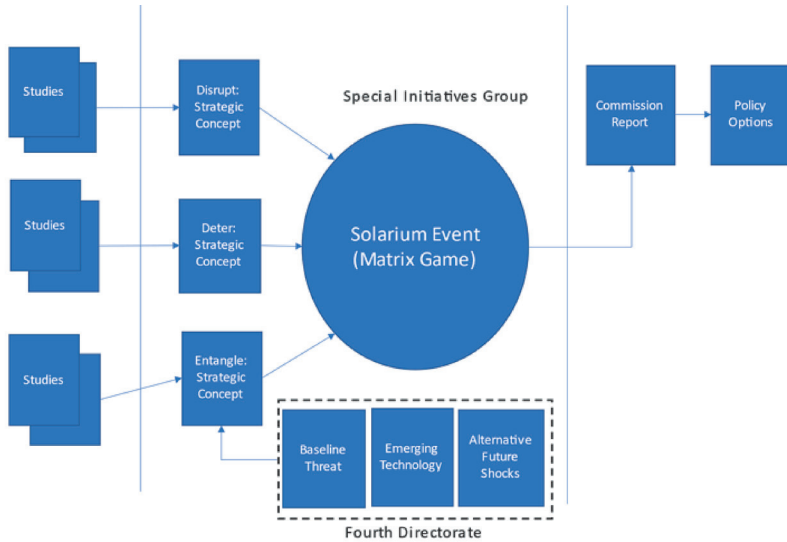 Studies
Disrupt:
Strategic
Concept
Special Initiatives Group
Commission
Report
Policy
Options
Studies
Deter:
Strategic
Concept
Solarium Event
(Matrix Game)
Studies
Entangle:
Strategic
Concept
Baseline
Threat
Emerging
Technology
Alternative
Future
Shocks
Fourth Directorate